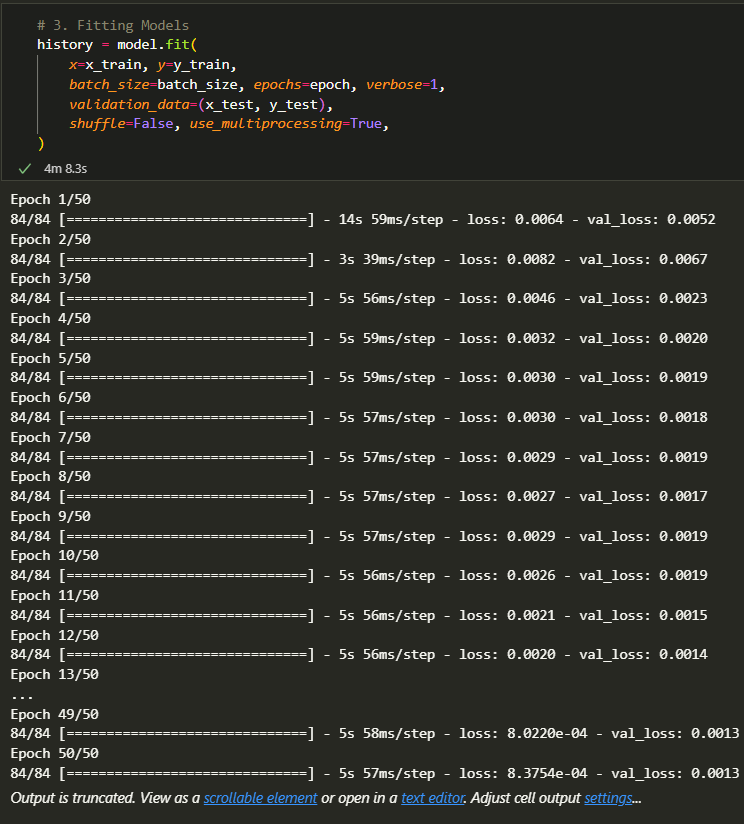 # 3. Fitting Models
history = model.fit(
x=x_train, y=y_train,
batch_size=batch_size, epochs=epoch, verbose=1,
validation_data=(x_test, y_test),
shuffle=False, use_multiprocessing=True,
)
✓ 4m 8.3s
Epoch 1/50
84/84 [==============================] - 14s 59ms/step - loss: 0.0064 - val_loss: 0.0052
Epoch 2/50
84/84 [==============================] - 3s 39ms/step - loss: 0.0082 - val_loss: 0.0067
Epoch 3/50
84/84 [==============================] - 5s 56ms/step - loss: 0.0046 - val_loss: 0.0023
Epoch 4/50
84/84 [==============================] - 5s 59ms/step - loss: 0.0032 - val_loss: 0.0020
Epoch 5/50
84/84 [==============================] - 5s 59ms/step - loss: 0.0030 - val_loss: 0.0019
Epoch 6/50
84/84 [==============================] - 5s 57ms/step - loss: 0.0030 - val_loss: 0.0018
Epoch 7/50
84/84 [==============================] - 5s 57ms/step - loss: 0.0029 - val_loss: 0.0019
Epoch 8/50
84/84 [==============================] - 5s 57ms/step - loss: 0.0027 - val_loss: 0.0017
Epoch 9/50
84/84 [==============================] - 5s 57ms/step - loss: 0.0029 - val_loss: 0.0019
Epoch 10/50
84/84 [==============================] - 5s 56ms/step - loss: 0.0026 - val_loss: 0.0019
Epoch 11/50
84/84 [==============================] - 5s 56ms/step - loss: 0.0021 - val_loss: 0.0015
Epoch 12/50
84/84 [==============================] - 5s 56ms/step - loss: 0.0020 - val_loss: 0.0014
Epoch 13/50
...
Epoch 49/50
84/84 [==============================] - 5s 58ms/step - loss: 8.0220e-04 - val_loss: 0.0013
Epoch 50/50
84/84 [==============================] - 5s 57ms/step - loss: 8.3754e-04 - val_loss: 0.0013
Output is truncated. View as a scrollable element or open in a text editor. Adjust cell output settings...